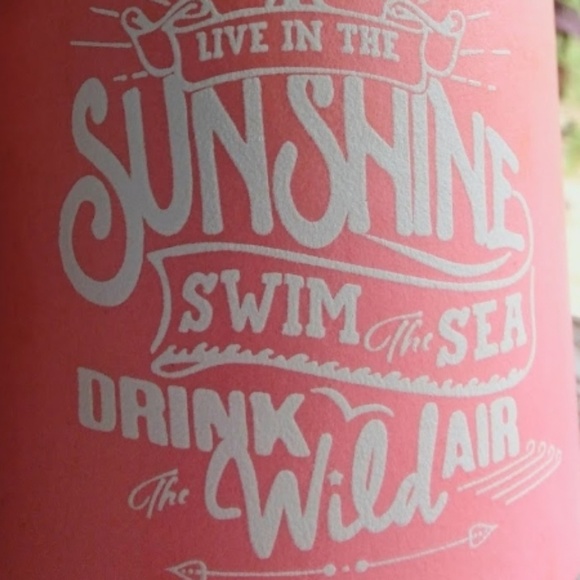 LIVE IN THE
SUNSHINE
SWIM The SEA
DRINK
The Wild AIR